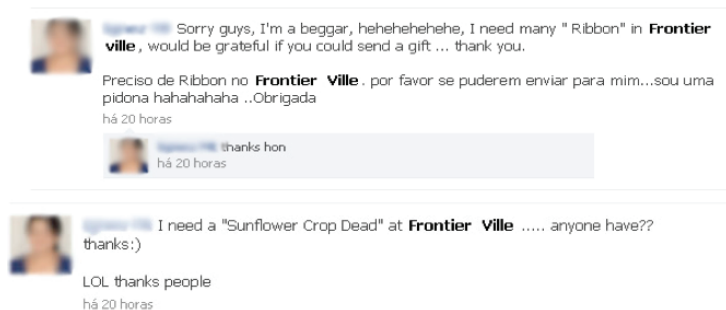 Sorry guys, I'm a beggar, hehehehehehe, I need many " Ribbon" in Frontier
ville, would be grateful if you could send a gift ... thank you.
Preciso de Ribbon no Frontier Ville. por favor se puderem enviar para mim...sou uma
pidona hahahahaha ..Obrigada
há 20 horas
thanks hon
há 20 horas
I need a "Sunflower Crop Dead" at Frontier Ville ..... anyone have??
thanks:)
LOL thanks people
há 20 horas